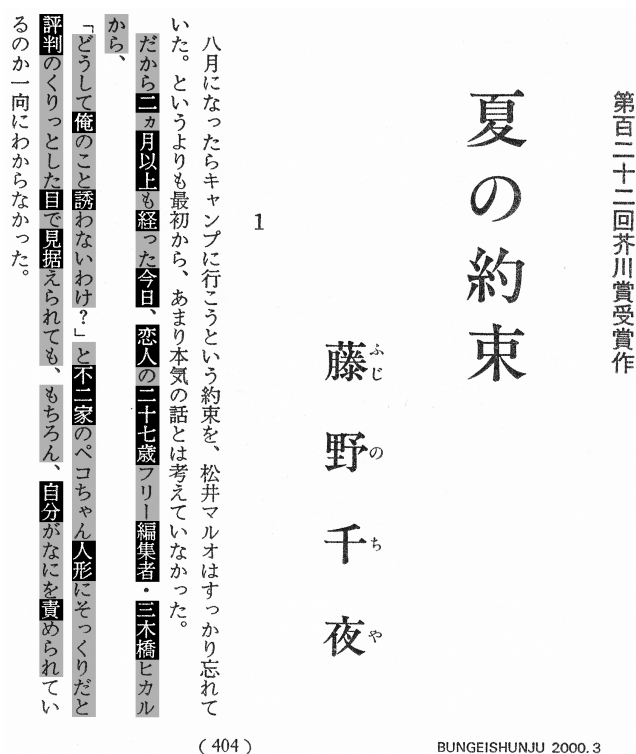 第百二十二回芥川賞受賞作
夏の約束
藤野千夜
ふじのちや
1
八月になったらキャンプに行こうという約束を、松井マルオはすっかり忘れて
いた。というよりも最初から、あまり本気の話とは考えていなかった。
だから二ヵ月以上も経った今日、恋人の二十七歳フリー編集者・三木橋ヒカル
から、
「どうして俺のこと誘わないわけ?」と不二家のペコちゃん人形にそっくりだと
評判のくりっとした目で見据えられても、もちろん、自分がなにを責められてい
るのか一向にわからなかった。
(404)
BUNGEISHUNJU 2000.3